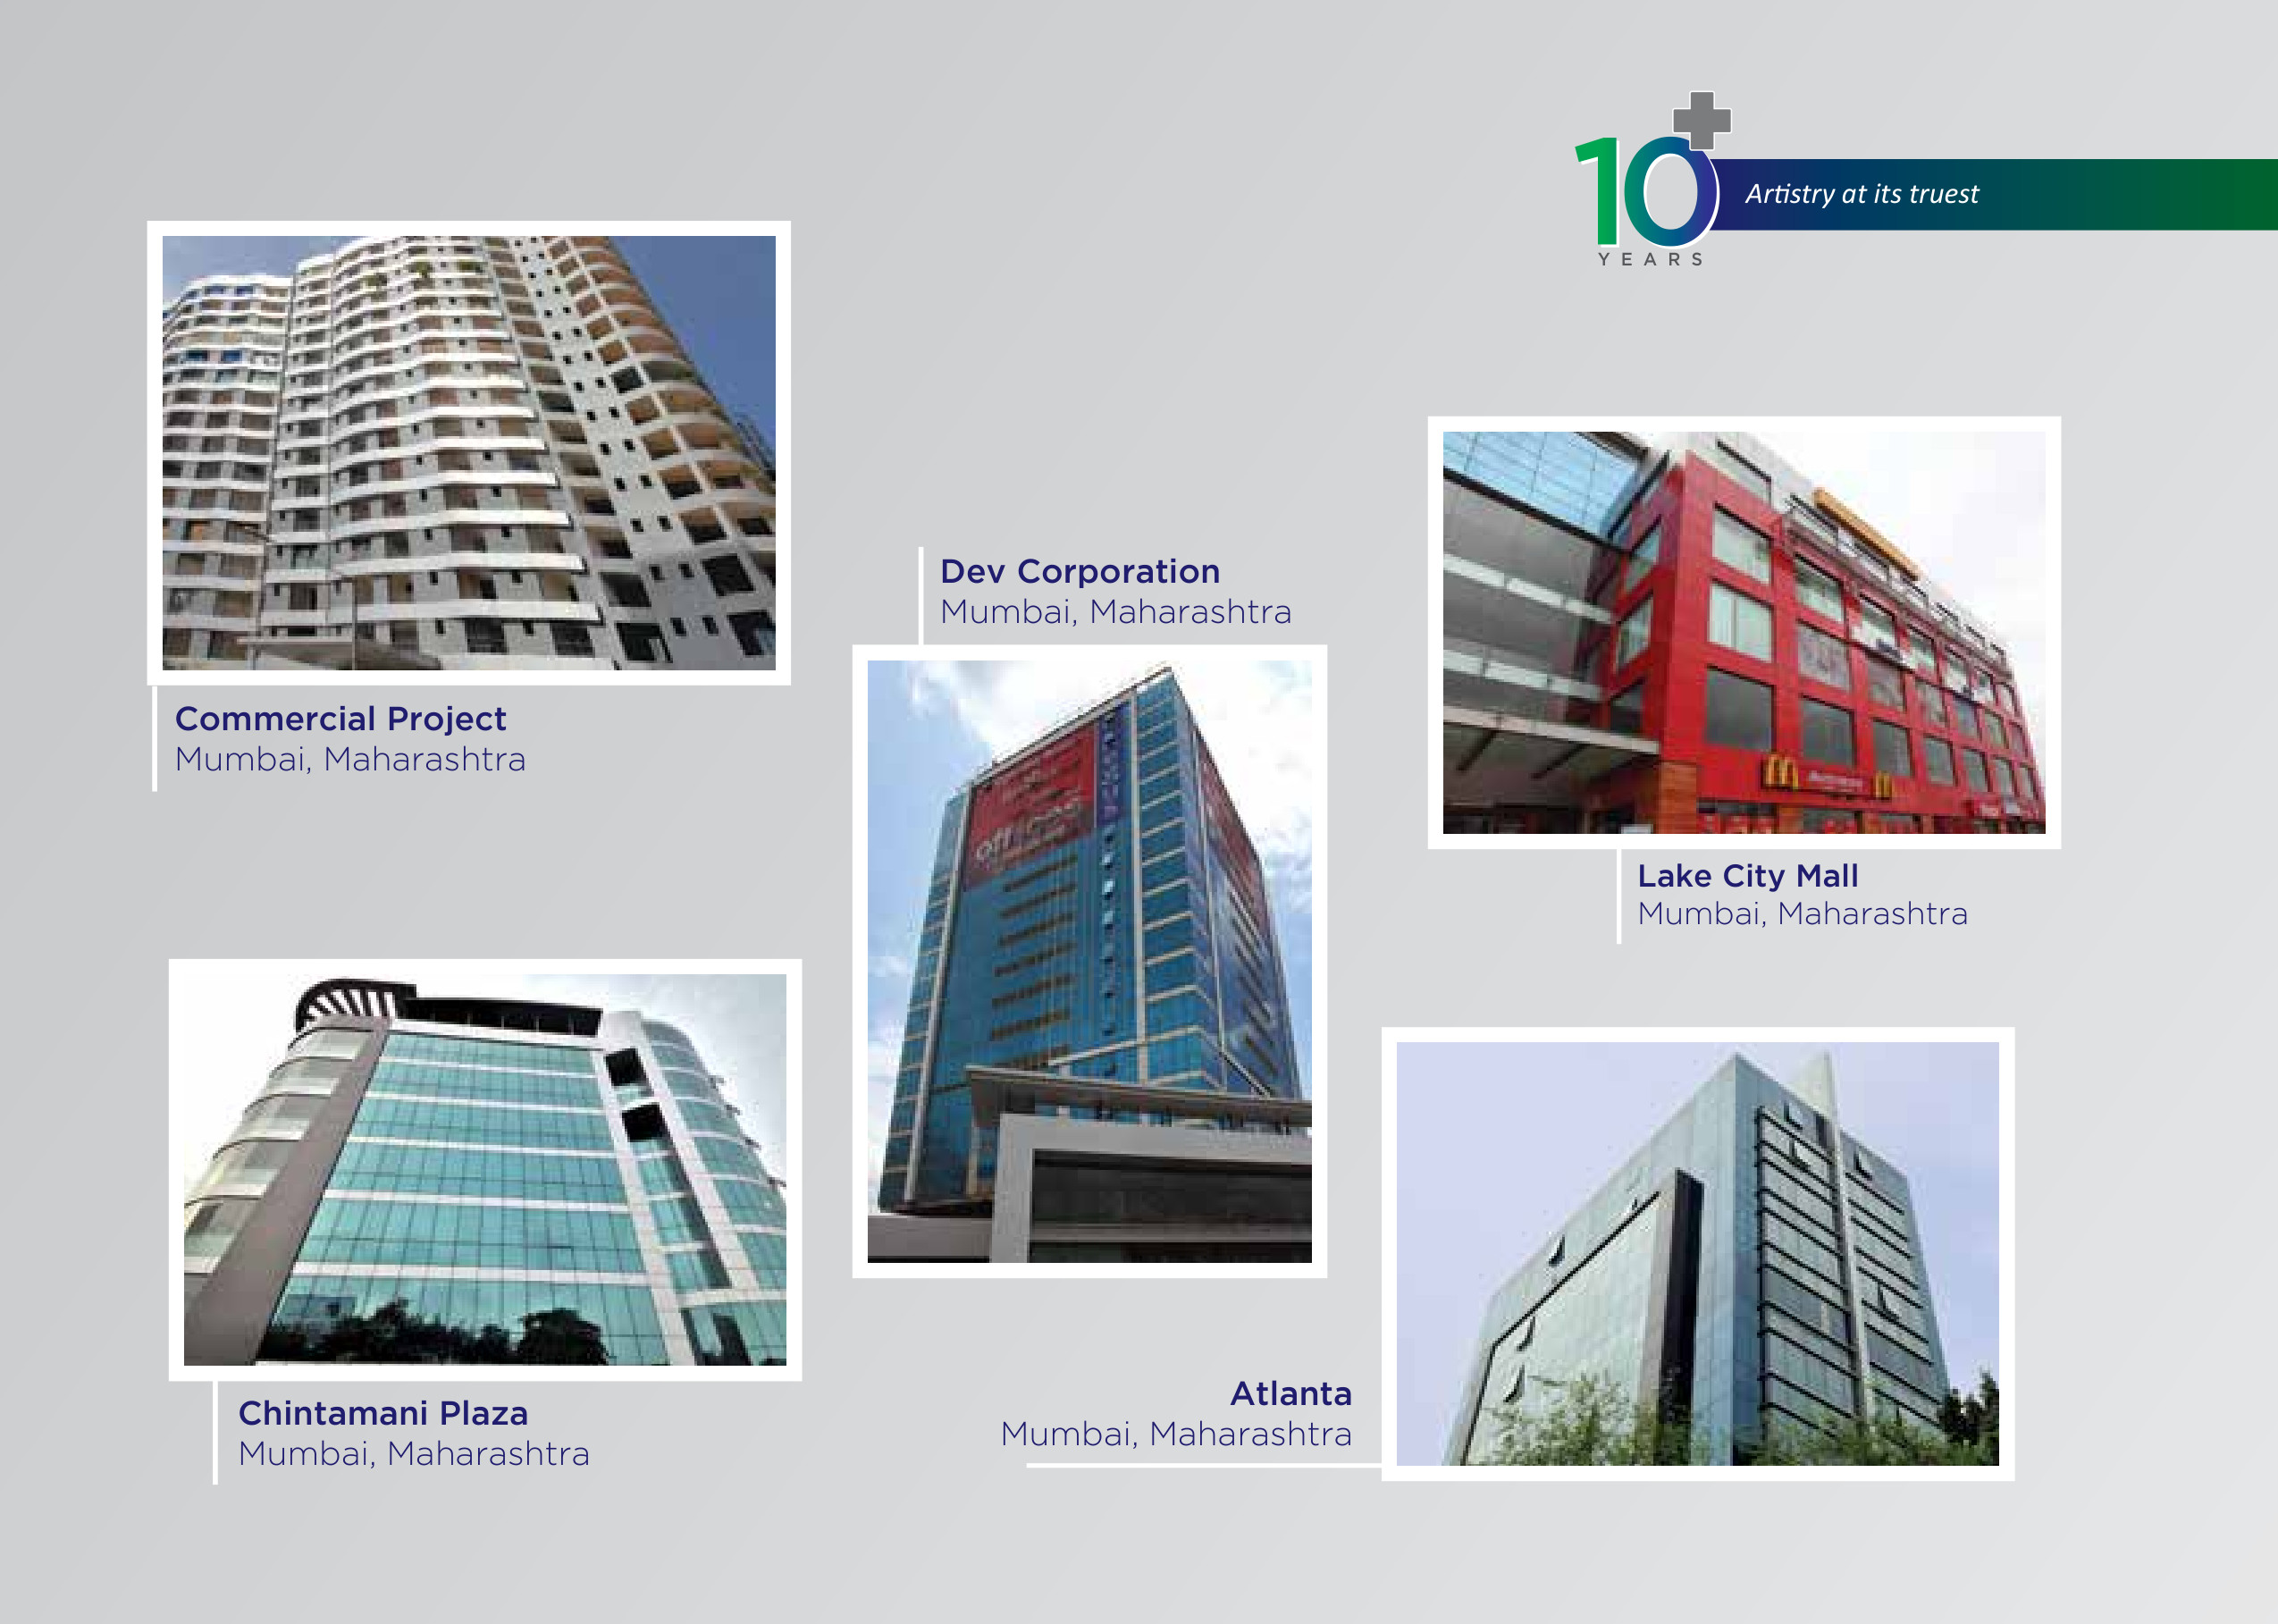 10+
YEARS
Artistry at its truest
Commercial Project
Mumbai, Maharashtra
Dev Corporation
Mumbai, Maharashtra
Lake City Mall
Mumbai, Maharashtra
Chintamani Plaza
Mumbai, Maharashtra
Atlanta
Mumbai, Maharashtra